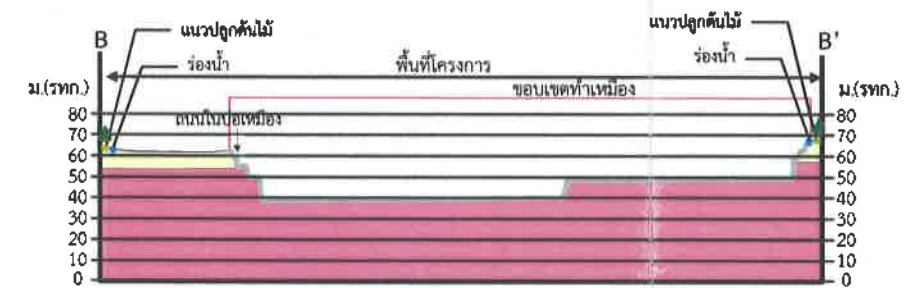 แนวปลูกต้นไม้
แนวปลูกต้นไม้
B
B'
ร่องน้ำ
พื้นที่โครงการ
ร่องน้ำ
ม.(รทก.)
ขอบเขตทำเหมือง
ม.(รทก.)
80
80
ถนนในบ่อเหมือง
70
70
60
60
50
50
40
40
30
30
20
20
10
10
0
0